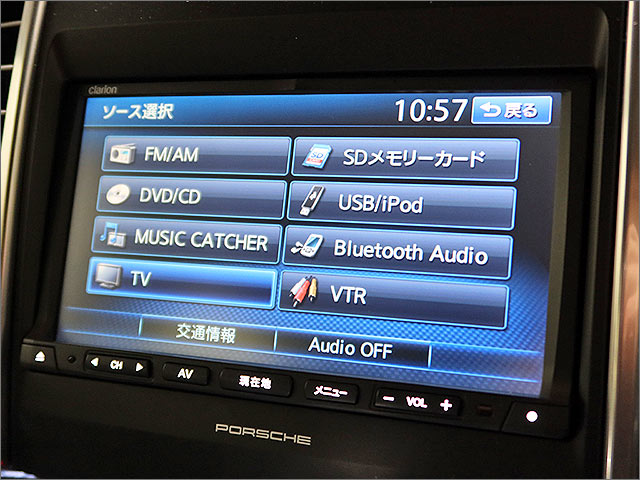 clarion
ソース選択 10:57 戻る
FM/AM SDメモリーカード
DVD/CD USB/iPod
MUSIC CATCHER Bluetooth Audio
TV VTR
交通情報 Audio OFF
CH AV 現在地 メニュー − VOL +
PORSCHE